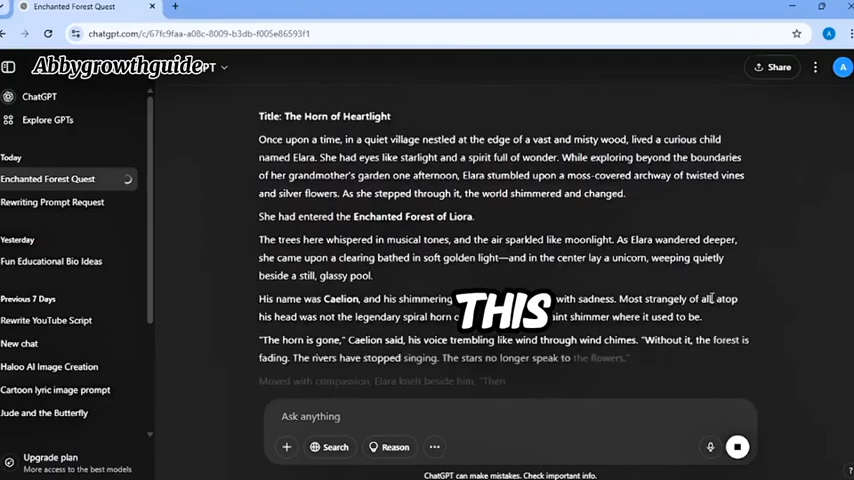 Enchanted Forest Quest
chatgpt.com/c/67fc9faa-a08c-8009-b3db-f005e86593f1
Abbygrowthguide
PT
Share
A
ChatGPT
Explore GPTs
Today
Enchanted Forest Quest
Rewriting Prompt Request
Yesterday
Fun Educational Bio Ideas
Previous 7 Days
Rewrite YouTube Script
New chat
Haloo AI Image Creation
Cartoon lyric image prompt
Jude and the Butterfly
Upgrade plan
More access to the best models
Title: The Horn of Heartlight
Once upon a time, in a quiet village nestled at the edge of a vast and misty wood, lived a curious child
named Elara. She had eyes like starlight and a spirit full of wonder. While exploring beyond the boundaries
of her grandmother's garden one afternoon, Elara stumbled upon a moss-covered archway of twisted vines
and silver flowers. As she stepped through it, the world shimmered and changed.
She had entered the Enchanted Forest of Liora.
The trees here whispered in musical tones, and the air sparkled like moonlight. As Elara wandered deeper,
she came upon a clearing bathed in soft golden light—and in the center lay a unicorn, weeping quietly
beside a still, glassy pool.
His name was Caelion, and his shimmering with sadness. Most strangely of all, atop
his head was not the legendary spiral horn shimmer where it used to be.
THIS
"The horn is gone," Caelion said, his voice trembling like wind through wind chimes. "Without it, the forest is
fading. The rivers have stopped singing. The stars no longer speak to the flowers."
Moved with compassion, Elara knelt beside him. "Then
Ask anything
Search
Reason
ChatGPT can make mistakes. Check important info.
?